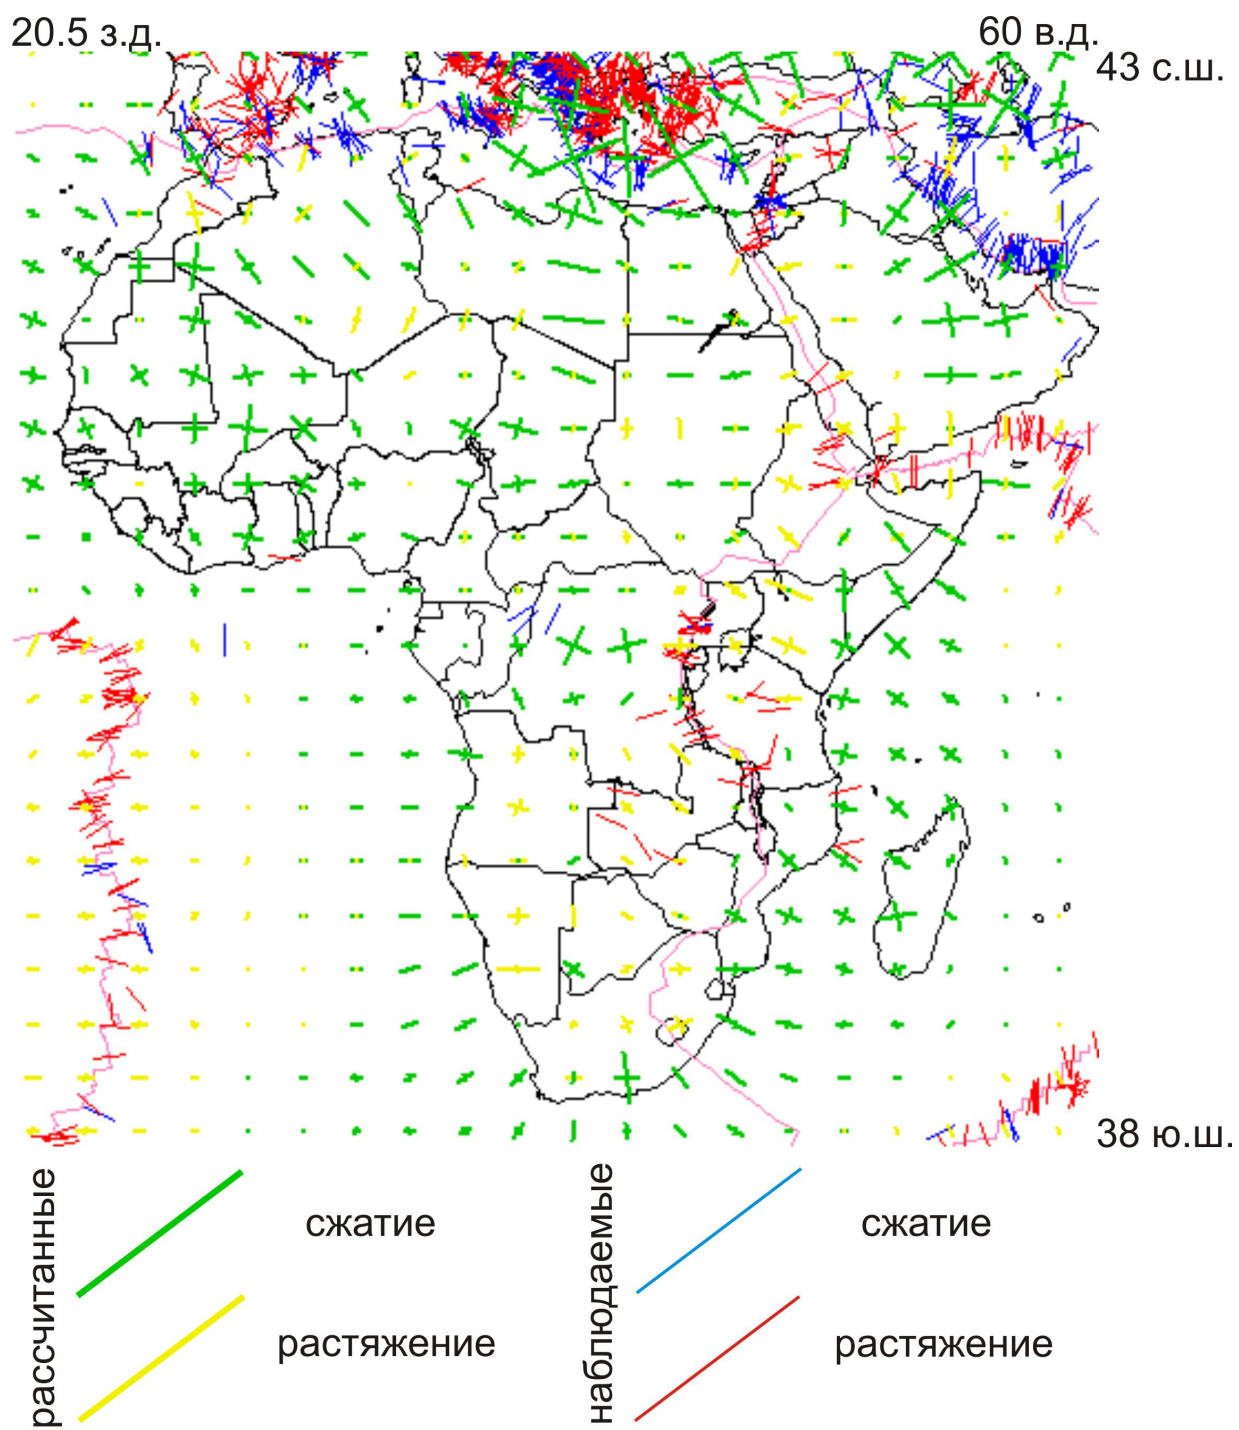 20.5 з.д.
60 в.д.
43 с.ш.
38 ю.ш.
рассчитанные
сжатие
растяжение
наблюдаемые
сжатие
растяжение